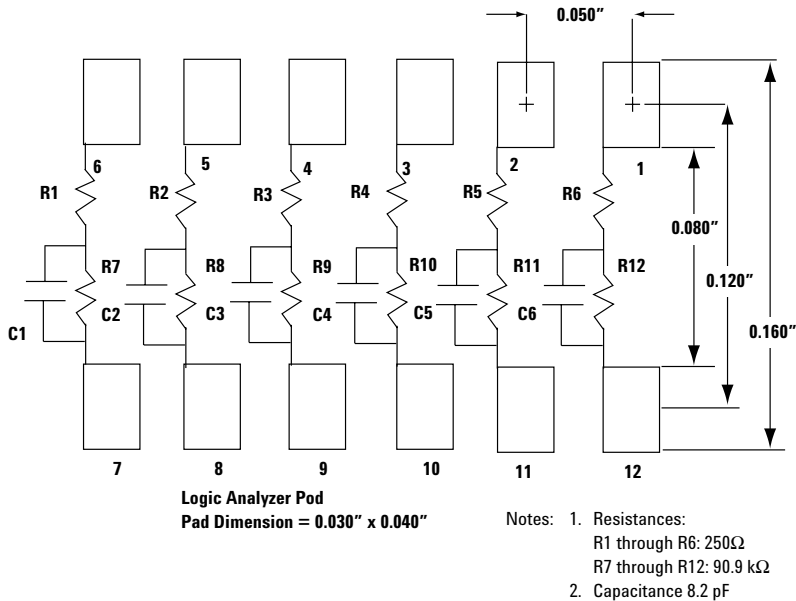 0.050″
6 5 4 3 2 1
R1 R2 R3 R4 R5 R6
0.080″
R7 R8 R9 R10 R11 R12
0.120″
C1 C2 C3 C4 C5 C6
0.160″
7 8 9 10 11 12
Logic Analyzer Pod
Pad Dimension = 0.030″ x 0.040″
Notes: 1. Resistances:
R1 through R6: 250Ω
R7 through R12: 90.9 kΩ
2. Capacitance 8.2 pF